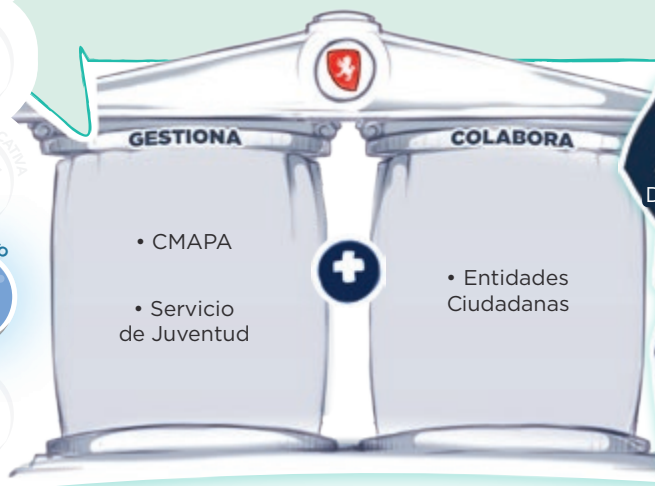 GESTIONA
• CMAPA
• Servicio
de Juventud
COLABORA
• Entidades
Ciudadanas